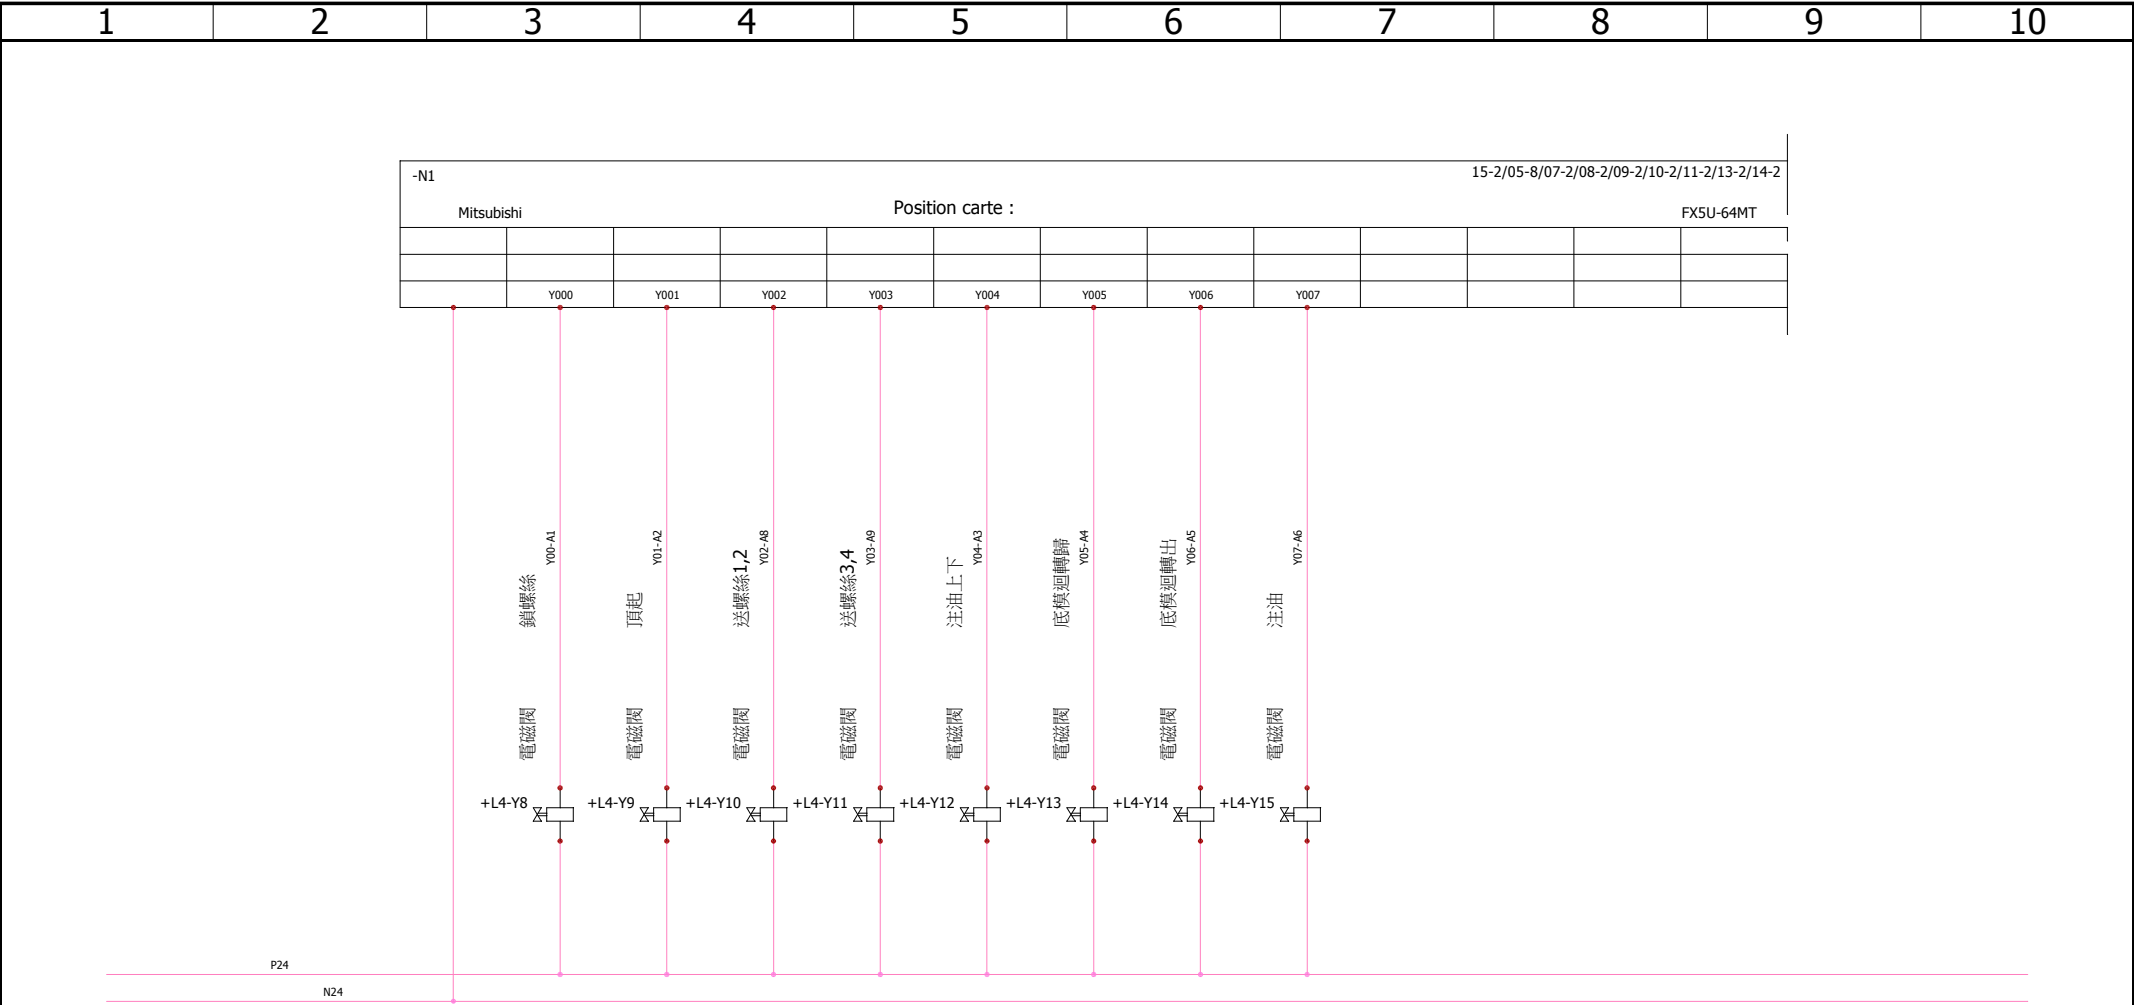 1 2 3 4 5 6 7 8 9 10
-N1 15-2/05-8/07-2/08-2/09-2/10-2/11-2/13-2/14-2
Mitsubishi Position carte : FX5U-64MT
Y000 Y001 Y002 Y003 Y004 Y005 Y006 Y007
Y00-A1 Y01-A2 Y02-A8 Y03-A9 Y04-A3 Y05-A4 Y06-A5 Y07-A6
鎖螺絲 頂起 送螺絲1,2 送螺絲3,4 注油上下 底模迴轉歸 底模迴轉出 注油
電磁閥 電磁閥 電磁閥 電磁閥 電磁閥 電磁閥 電磁閥 電磁閥
+L4-Y8 +L4-Y9 +L4-Y10 +L4-Y11 +L4-Y12 +L4-Y13 +L4-Y14 +L4-Y15
P24
N24